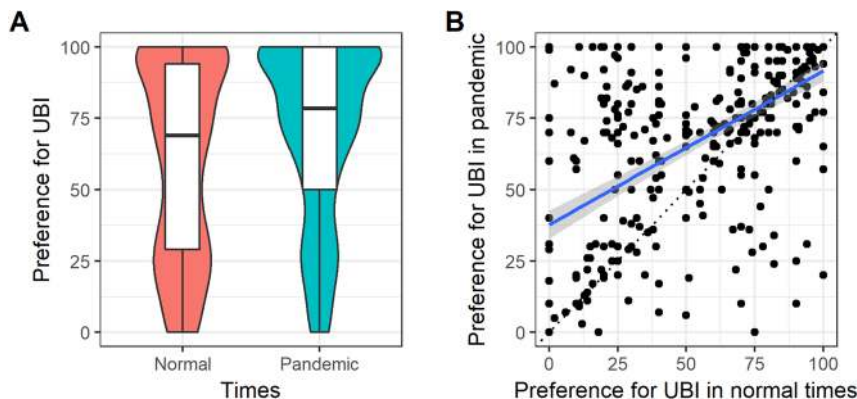 A
Preference for UBI
100
75
50
25
0
Normal
Pandemic
Times
B
Preference for UBI in pandemic
100
75
50
25
0
0
25
50
75
100
Preference for UBI in normal times